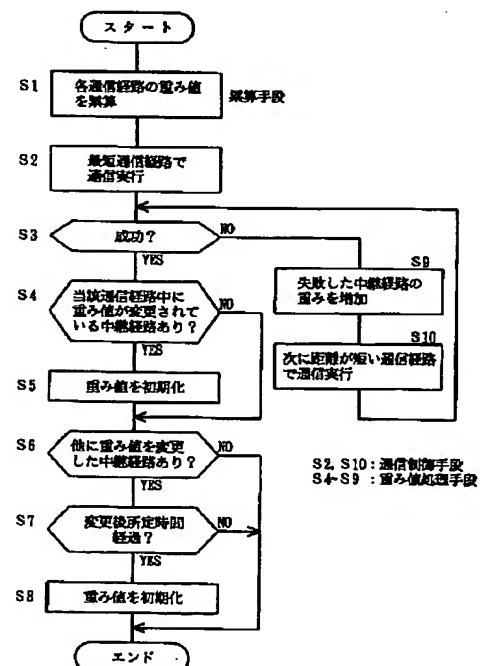 スタート
S1
各通信経路の重み値
を累算
累算手段
S2
最短通信経路で
通信実行
S3
成功?
NO
YES
S9
失敗した中継経路の
重みを増加
S4
当該通信経路中に
重み値が変更されて
いる中継経路あり?
NO
YES
S10
次に距離が短い通信経路
で通信実行
S5
重み値を初期化
S6
他に重み値を変更
した中継経路あり?
NO
YES
S2, S10:通信制御手段
S4~S9 :重み値処理手段
S7
変更後所定時間
経過?
NO
YES
S8
重み値を初期化
エンド